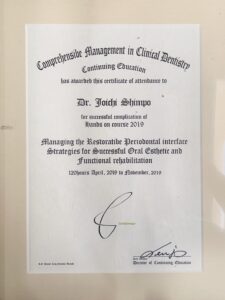 Comprehensive Management in Clinical Dentistry
Continuing Education
has awarded this certificate of attendance to
Dr. Joichi Shimpo
for successful complication of
Hands on course 2019
Managing the Restorative Periodontal interface
Strategies for Successful Oral Esthetic and
Functional rehabilitation
120hours April, 2019 to November, 2019
Director of Continuing Education